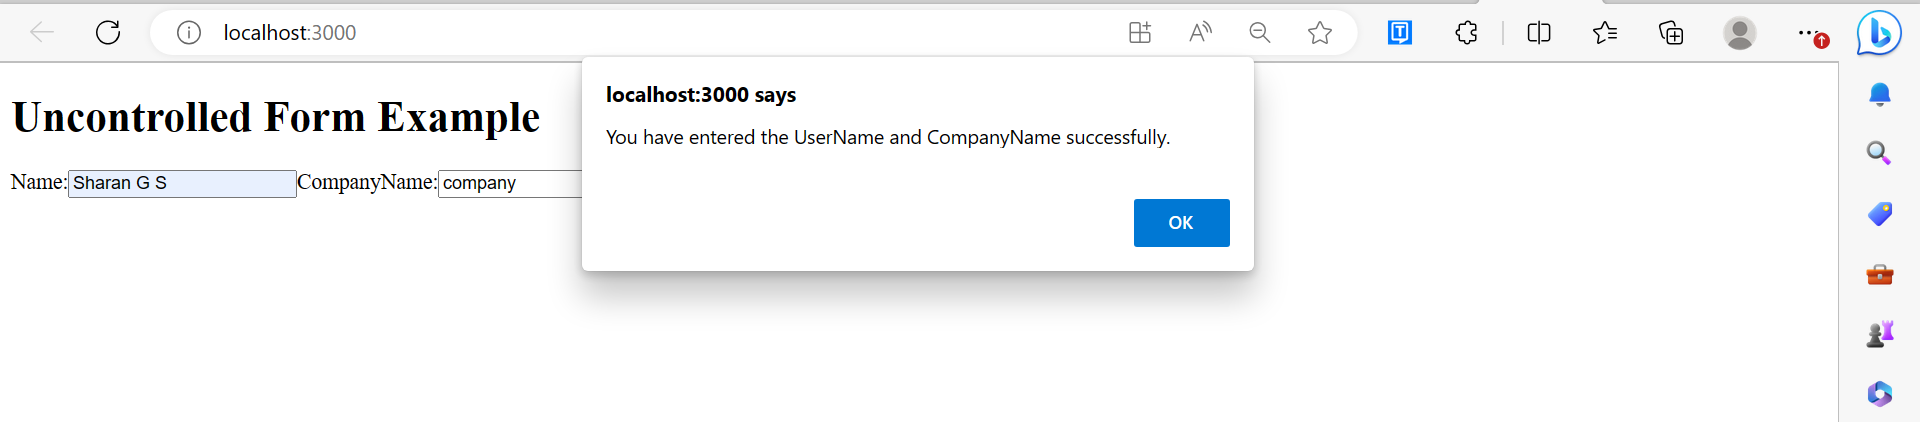 localhost:3000
localhost:3000 says
You have entered the UserName and CompanyName successfully.
OK
Uncontrolled Form Example
Name:Sharan G S CompanyName:company